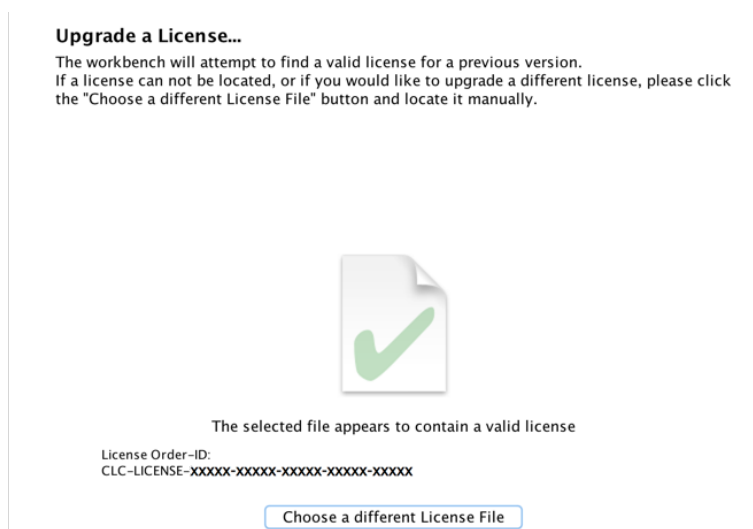 Upgrade a License...
The workbench will attempt to find a valid license for a previous version.
If a license can not be located, or if you would like to upgrade a different license, please click
the "Choose a different License File" button and locate it manually.
The selected file appears to contain a valid license
License Order-ID:
CLC-LICENSE-XXXXX-XXXXX-XXXXX-XXXXX-XXXXX
Choose a different License File